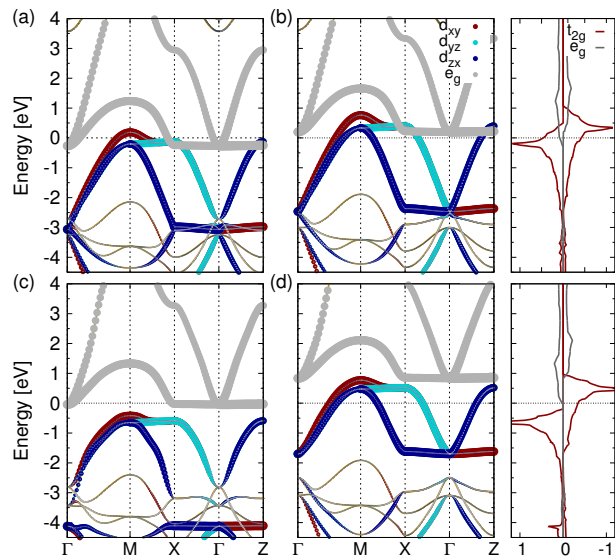 (a)
(b)
d_xy
d_yz
d_zx
e_g
t_2g
e_g
Energy [eV]
4
3
2
1
0
-1
-2
-3
-4
(c)
(d)
Energy [eV]
4
3
2
1
0
-1
-2
-3
-4
Γ M X Γ Z
Γ M X Γ Z
1 0 -1